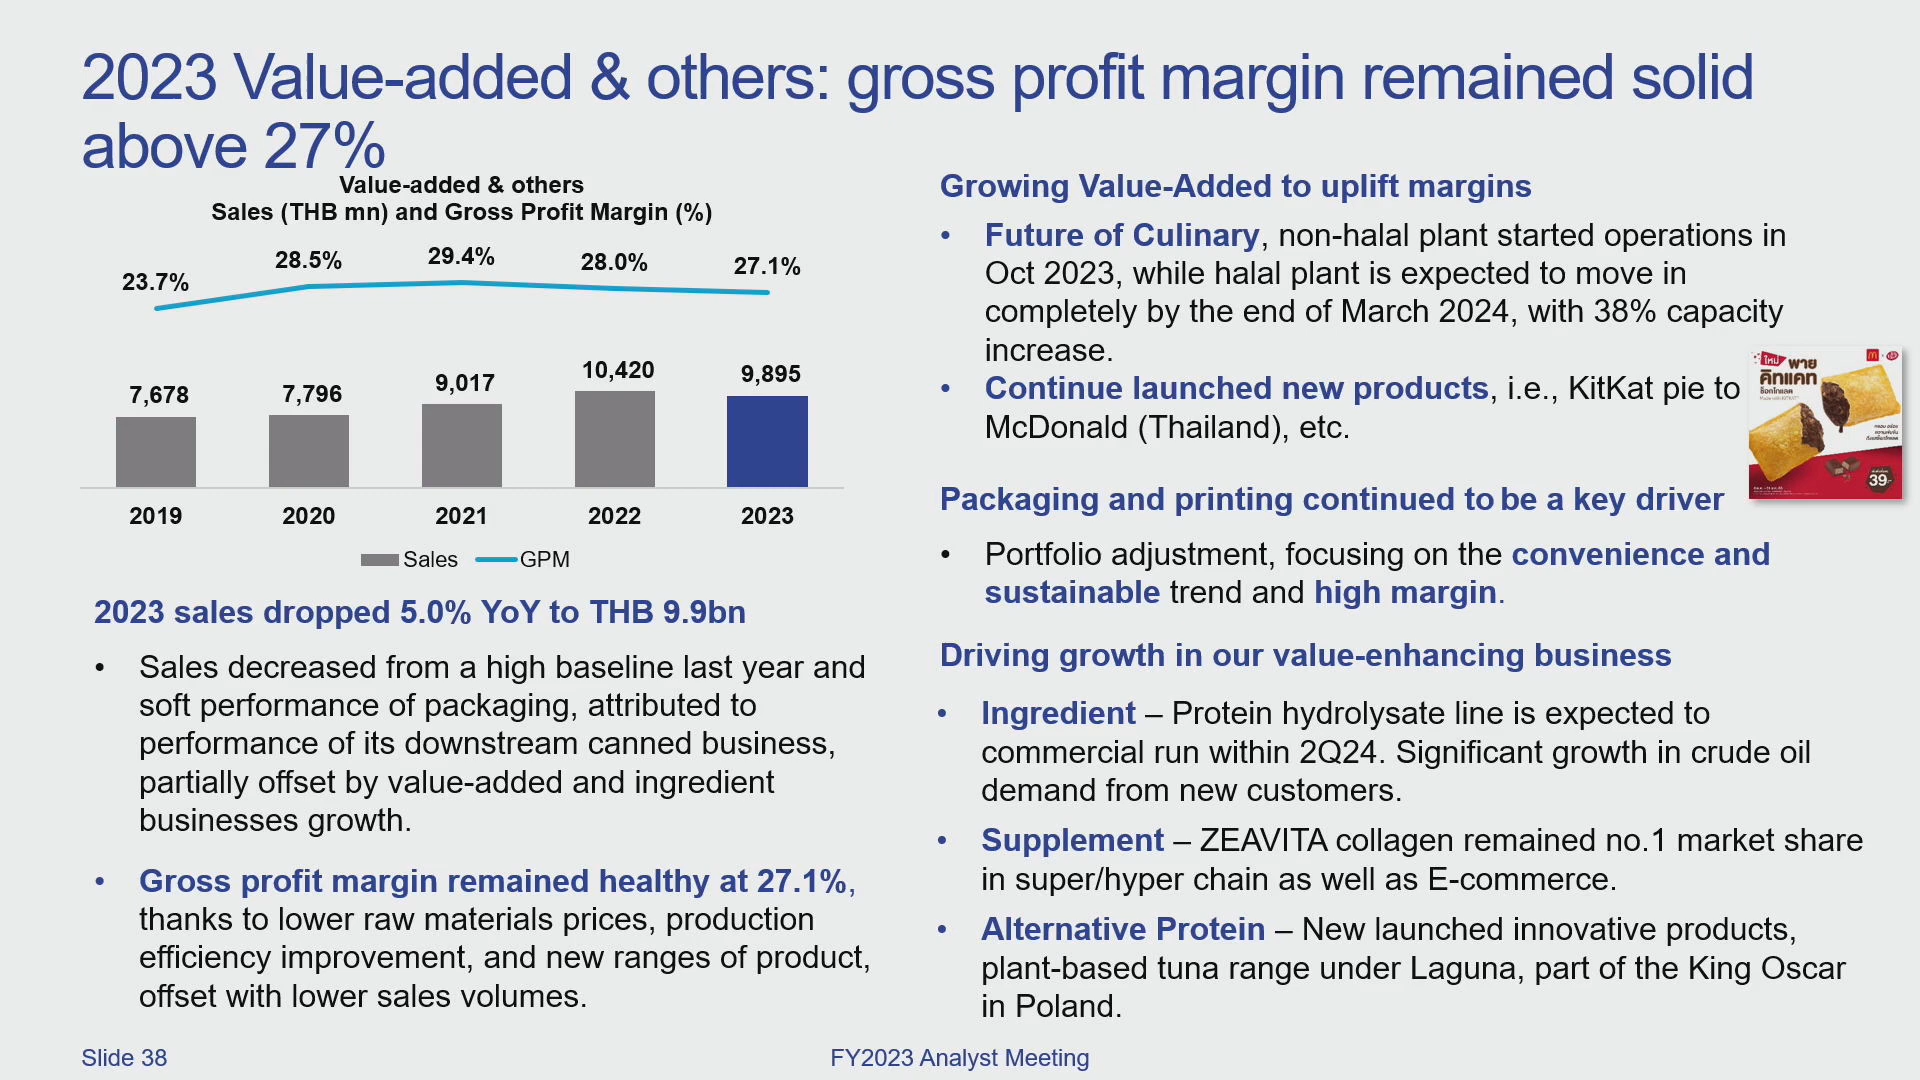 2023 Value-added & others: gross profit margin remained solid
above 27%
Value-added & others
Sales (THB mn) and Gross Profit Margin (%)
23.7%
28.5%
29.4%
28.0%
27.1%
7,678
7,796
9,017
10,420
9,895
2019
2020
2021
2022
2023
Sales
GPM
2023 sales dropped 5.0% YoY to THB 9.9bn
• Sales decreased from a high baseline last year and
soft performance of packaging, attributed to
performance of its downstream canned business,
partially offset by value-added and ingredient
businesses growth.
• Gross profit margin remained healthy at 27.1%,
thanks to lower raw materials prices, production
efficiency improvement, and new ranges of product,
offset with lower sales volumes.
Growing Value-Added to uplift margins
• Future of Culinary, non-halal plant started operations in
Oct 2023, while halal plant is expected to move in
completely by the end of March 2024, with 38% capacity
increase.
• Continue launched new products, i.e., KitKat pie to
McDonald (Thailand), etc.
ใหม่ พาย
คิทแคท
ช็อกโกแลต
39.-
Packaging and printing continued to be a key driver
• Portfolio adjustment, focusing on the convenience and
sustainable trend and high margin.
Driving growth in our value-enhancing business
• Ingredient – Protein hydrolysate line is expected to
commercial run within 2Q24. Significant growth in crude oil
demand from new customers.
• Supplement – ZEAVITA collagen remained no.1 market share
in super/hyper chain as well as E-commerce.
• Alternative Protein – New launched innovative products,
plant-based tuna range under Laguna, part of the King Oscar
in Poland.
Slide 38
FY2023 Analyst Meeting